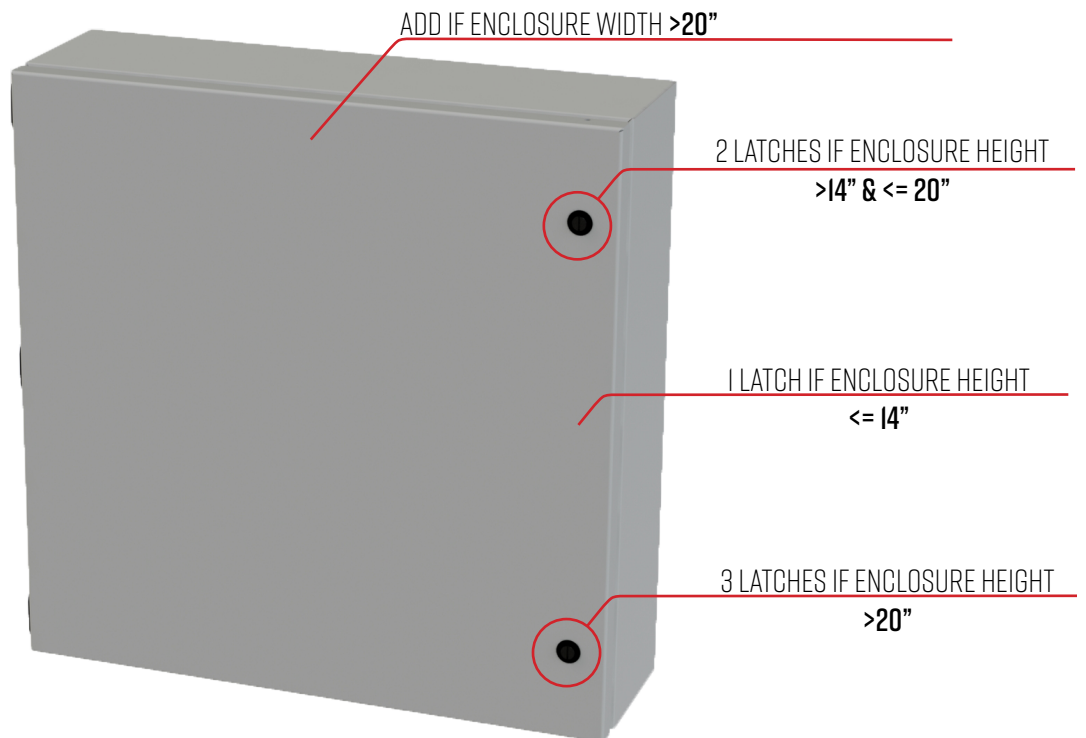 ADD IF ENCLOSURE WIDTH >20”
2 LATCHES IF ENCLOSURE HEIGHT
>14” & <= 20”
1 LATCH IF ENCLOSURE HEIGHT
<= 14”
3 LATCHES IF ENCLOSURE HEIGHT
>20”